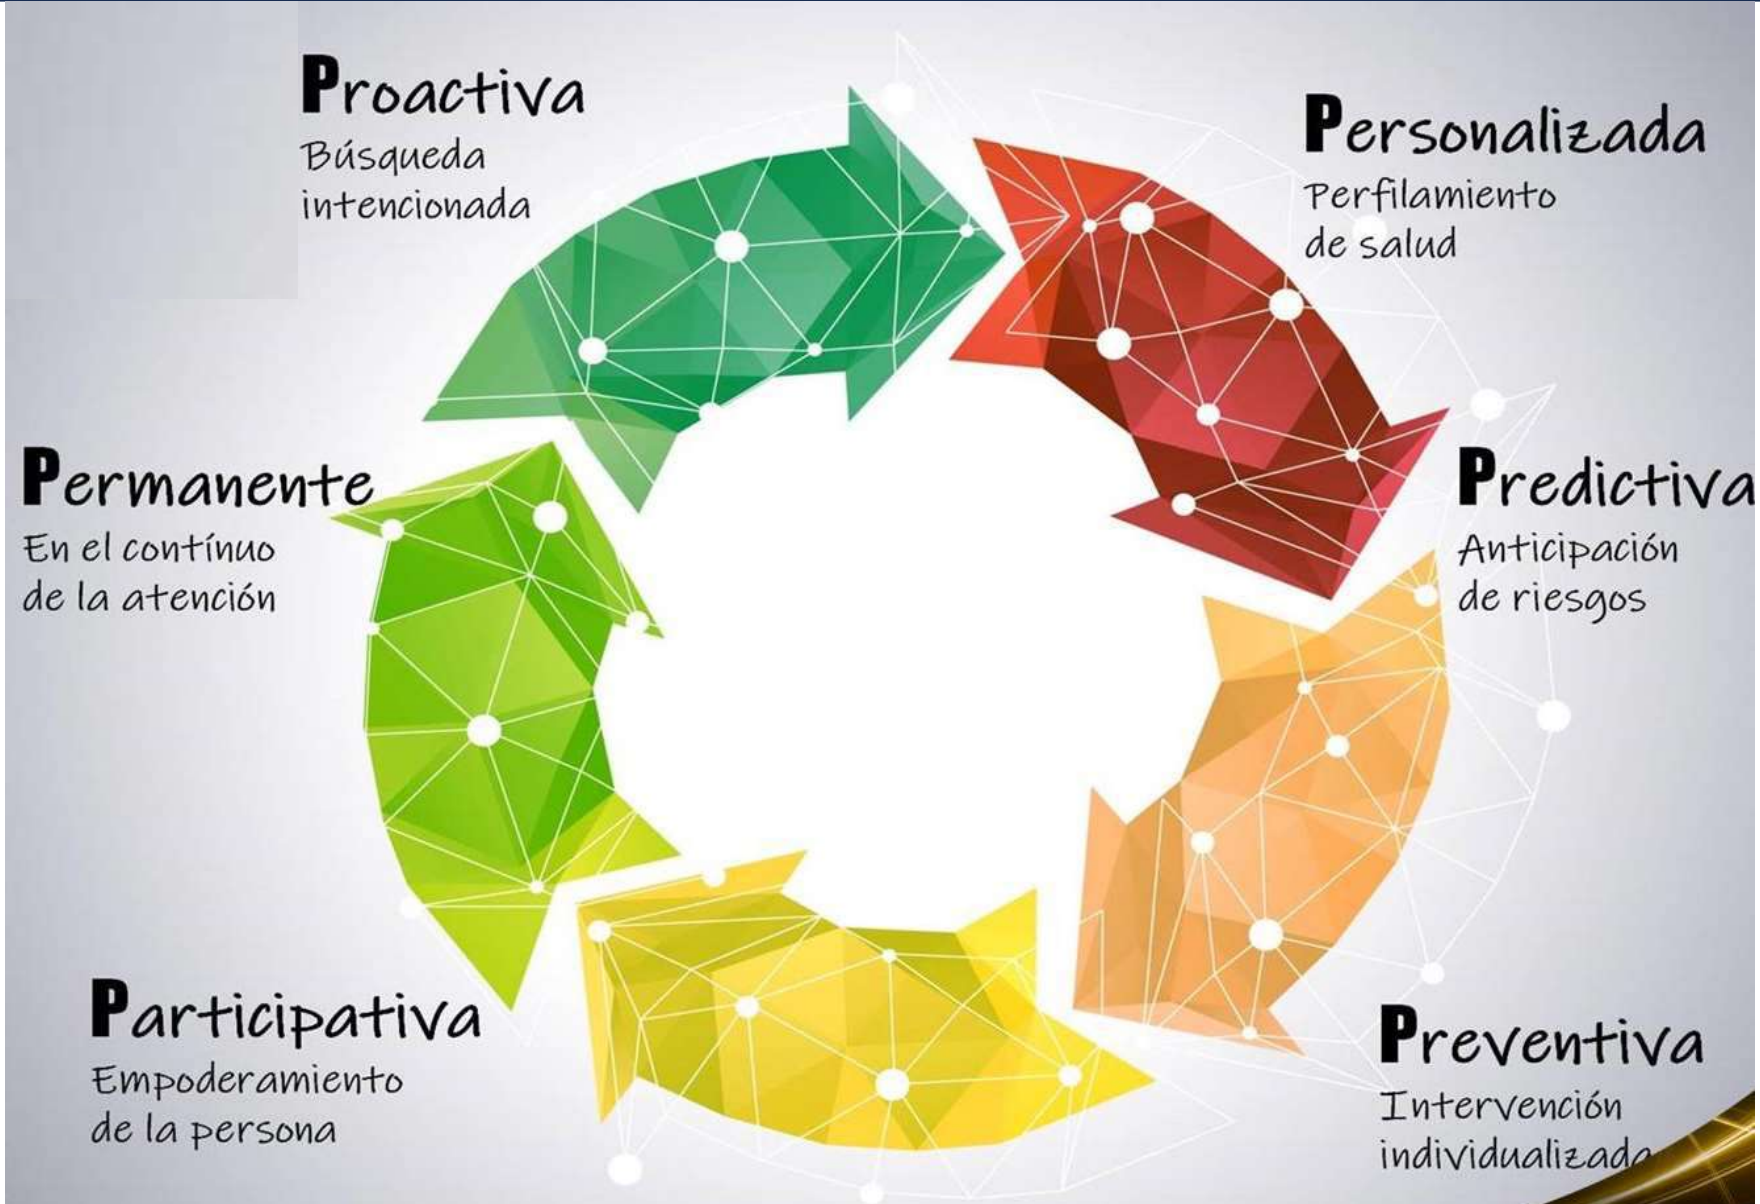 Proactiva
Búsqueda
intencionada
Personalizada
Perfilamiento
de salud
Predictiva
Anticipación
de riesgos
Preventiva
Intervención
individualizada
Participativa
Empoderamiento
de la persona
Permanente
En el contínuo
de la atención